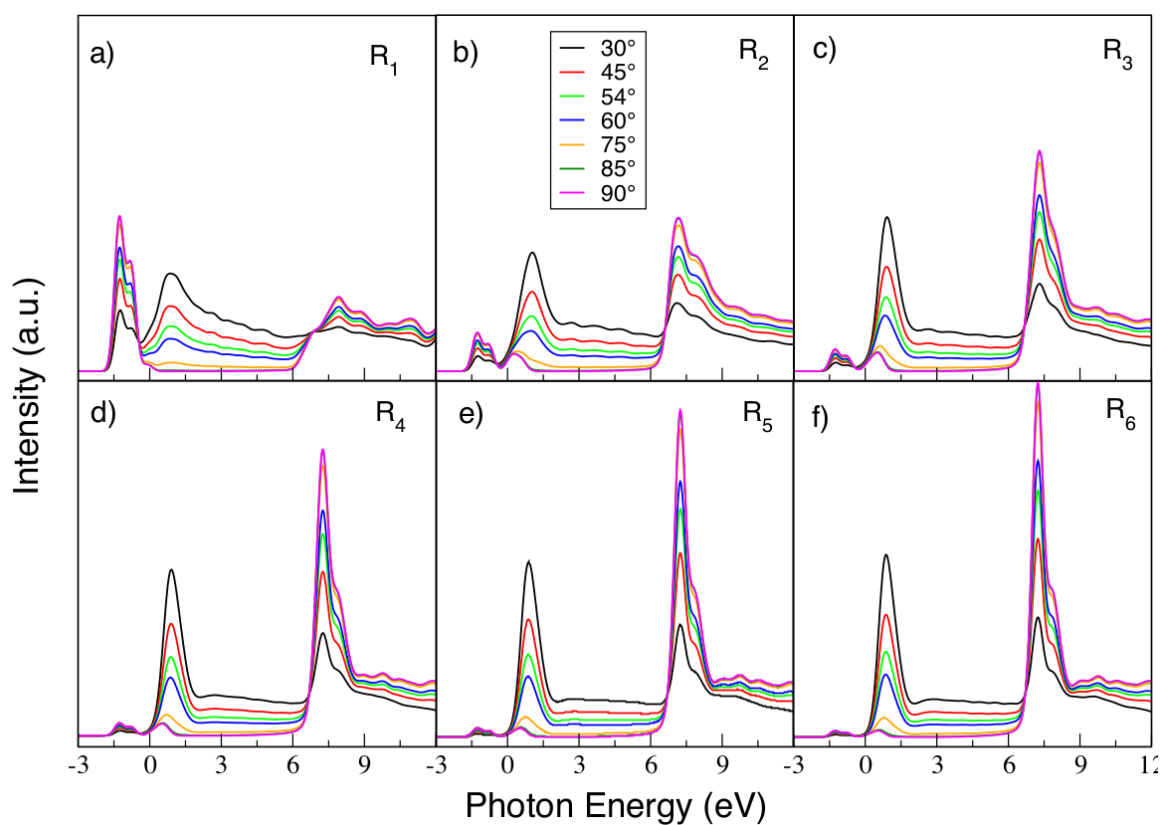 a) R1
b) R2
c) R3
30°
45°
54°
60°
75°
85°
90°
d) R4
e) R5
f) R6
Intensity (a.u.)
-3 0 3 6 9 -3 0 3 6 9 -3 0 3 6 9 12
Photon Energy (eV)